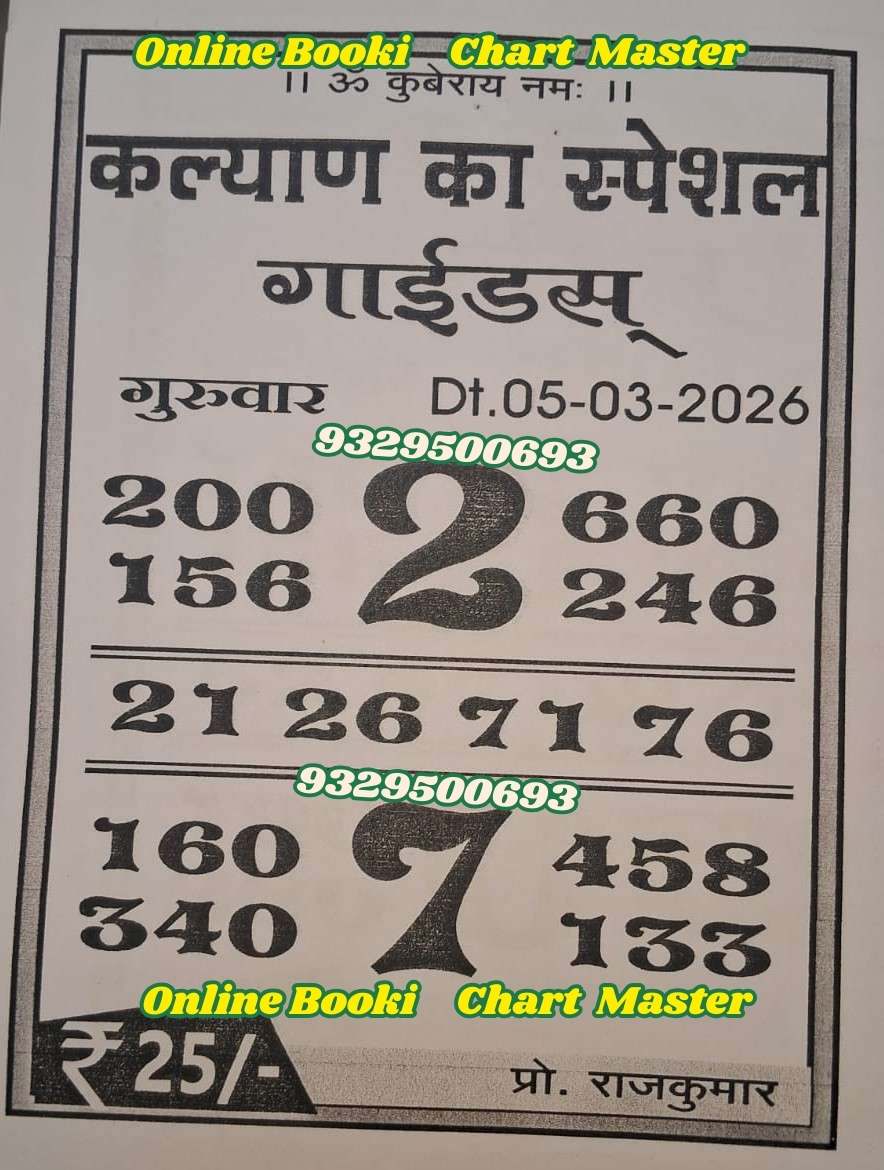 Online Booki Chart Master
।। ॐ कुबेराय नमः ।।
कल्याण का स्पेशल
गाईडस्
गुरुवार Dt.05-03-2026
9329500693
200 2 660
156 246
21 26 71 76
9329500693
160 7 458
340 133
Online Booki Chart Master
₹25/-
प्रो. राजकुमार